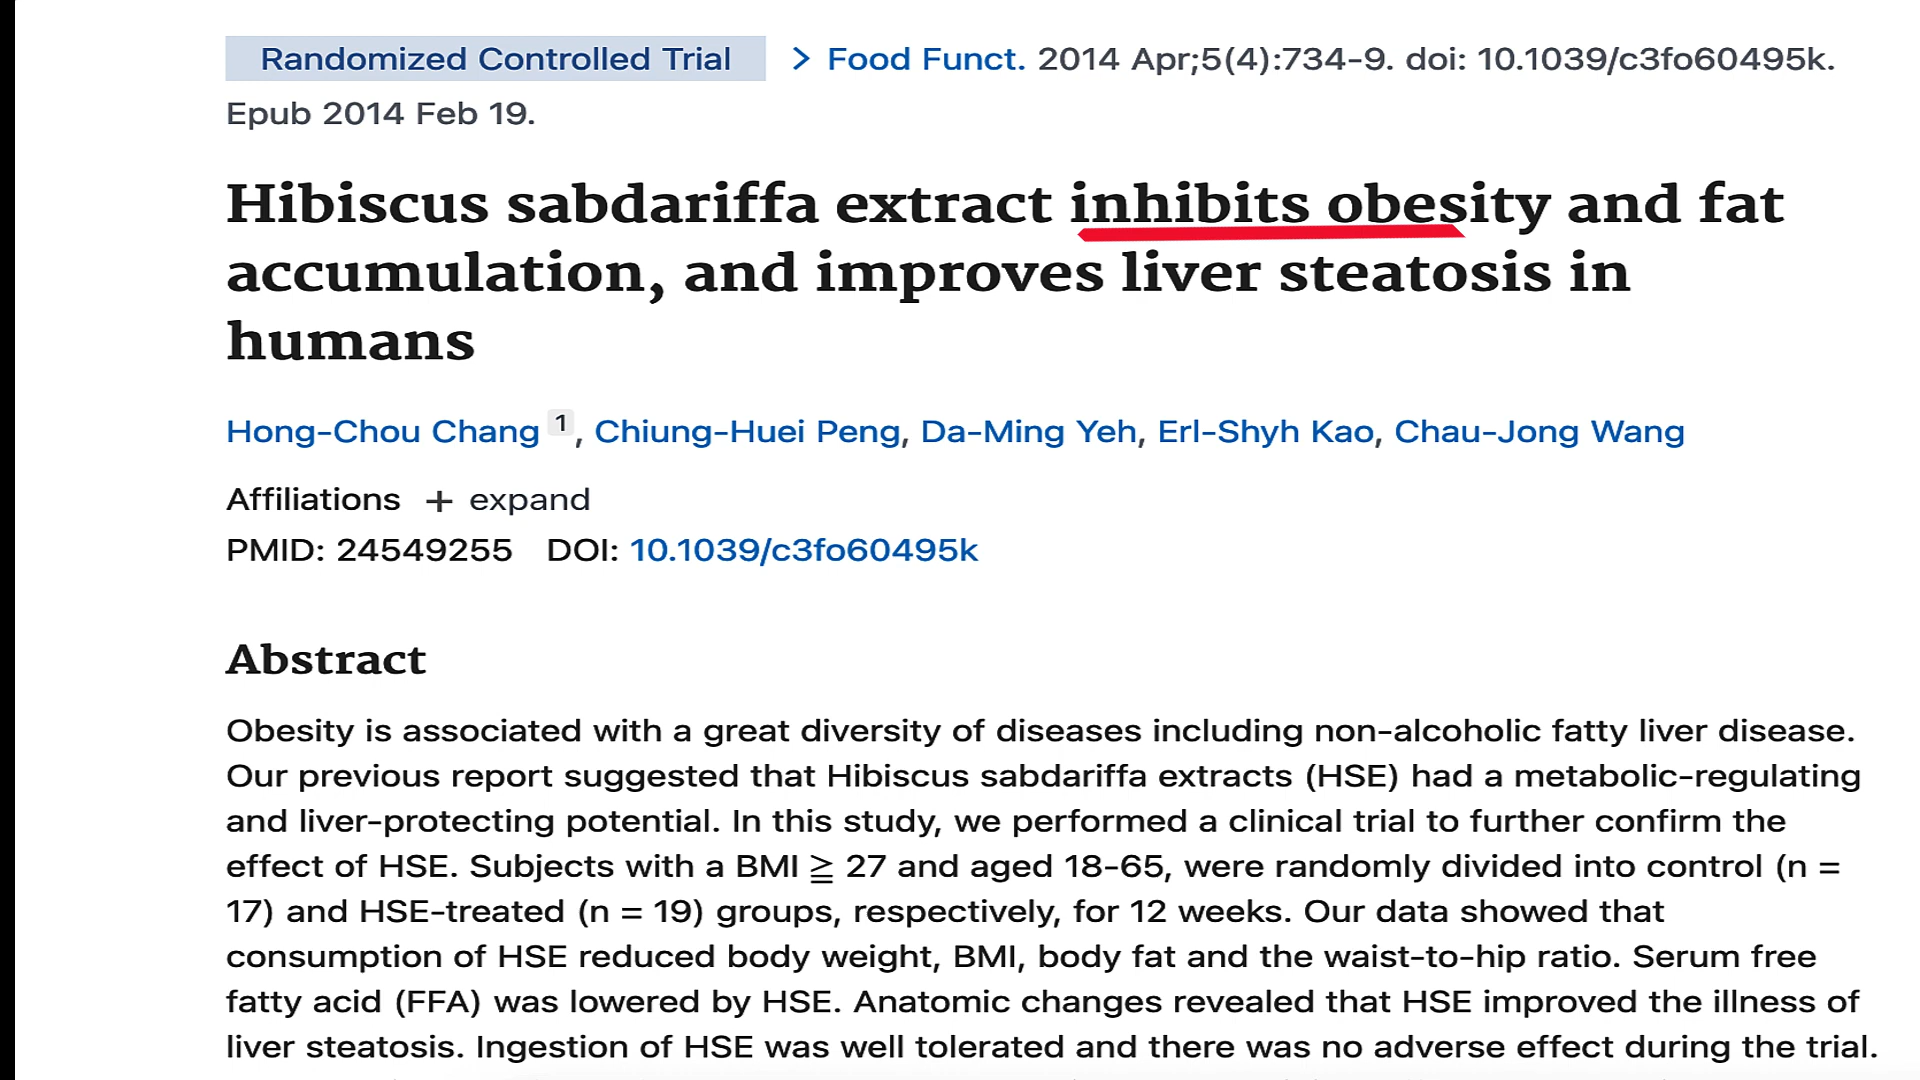 Randomized Controlled Trial > Food Funct. 2014 Apr;5(4):734-9. doi: 10.1039/c3fo60495k.
Epub 2014 Feb 19.
Hibiscus sabdariffa extract inhibits obesity and fat
accumulation, and improves liver steatosis in
humans
Hong-Chou Chang 1, Chiung-Huei Peng, Da-Ming Yeh, Erl-Shyh Kao, Chau-Jong Wang
Affiliations + expand
PMID: 24549255 DOI: 10.1039/c3fo60495k
Abstract
Obesity is associated with a great diversity of diseases including non-alcoholic fatty liver disease.
Our previous report suggested that Hibiscus sabdariffa extracts (HSE) had a metabolic-regulating
and liver-protecting potential. In this study, we performed a clinical trial to further confirm the
effect of HSE. Subjects with a BMI ≧ 27 and aged 18-65, were randomly divided into control (n =
17) and HSE-treated (n = 19) groups, respectively, for 12 weeks. Our data showed that
consumption of HSE reduced body weight, BMI, body fat and the waist-to-hip ratio. Serum free
fatty acid (FFA) was lowered by HSE. Anatomic changes revealed that HSE improved the illness of
liver steatosis. Ingestion of HSE was well tolerated and there was no adverse effect during the trial.